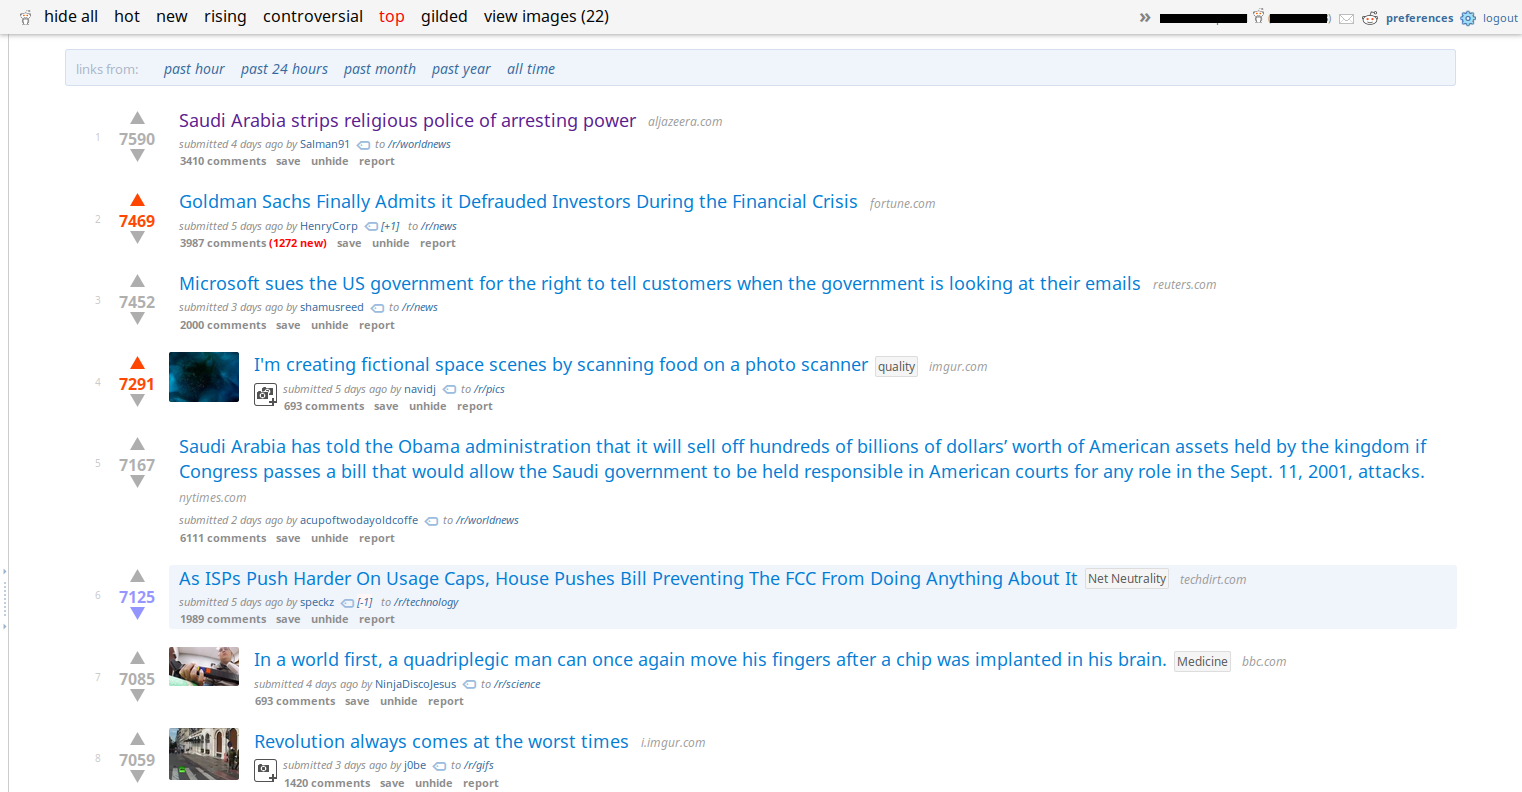 hide all hot new rising controversial top gilded view images (22) » preferences logout
links from: past hour past 24 hours past month past year all time
1 7590 Saudi Arabia strips religious police of arresting power aljazeera.com
submitted 4 days ago by Salman91 to /r/worldnews
3410 comments save unhide report
2 7469 Goldman Sachs Finally Admits it Defrauded Investors During the Financial Crisis fortune.com
submitted 5 days ago by HenryCorp [+1] to /r/news
3987 comments (1272 new) save unhide report
3 7452 Microsoft sues the US government for the right to tell customers when the government is looking at their emails reuters.com
submitted 3 days ago by shamusreed to /r/news
2000 comments save unhide report
4 7291 I'm creating fictional space scenes by scanning food on a photo scanner quality imgur.com
submitted 5 days ago by navidj to /r/pics
693 comments save unhide report
5 7167 Saudi Arabia has told the Obama administration that it will sell off hundreds of billions of dollars’ worth of American assets held by the kingdom if
Congress passes a bill that would allow the Saudi government to be held responsible in American courts for any role in the Sept. 11, 2001, attacks.
nytimes.com
submitted 2 days ago by acupoftwodayoldcoffe to /r/worldnews
6111 comments save unhide report
6 7125 As ISPs Push Harder On Usage Caps, House Pushes Bill Preventing The FCC From Doing Anything About It Net Neutrality techdirt.com
submitted 5 days ago by speckz [-1] to /r/technology
1989 comments save unhide report
7 7085 In a world first, a quadriplegic man can once again move his fingers after a chip was implanted in his brain. Medicine bbc.com
submitted 4 days ago by NinjaDiscoJesus to /r/science
693 comments save unhide report
8 7059 Revolution always comes at the worst times i.imgur.com
submitted 3 days ago by j0be to /r/gifs
1420 comments save unhide report